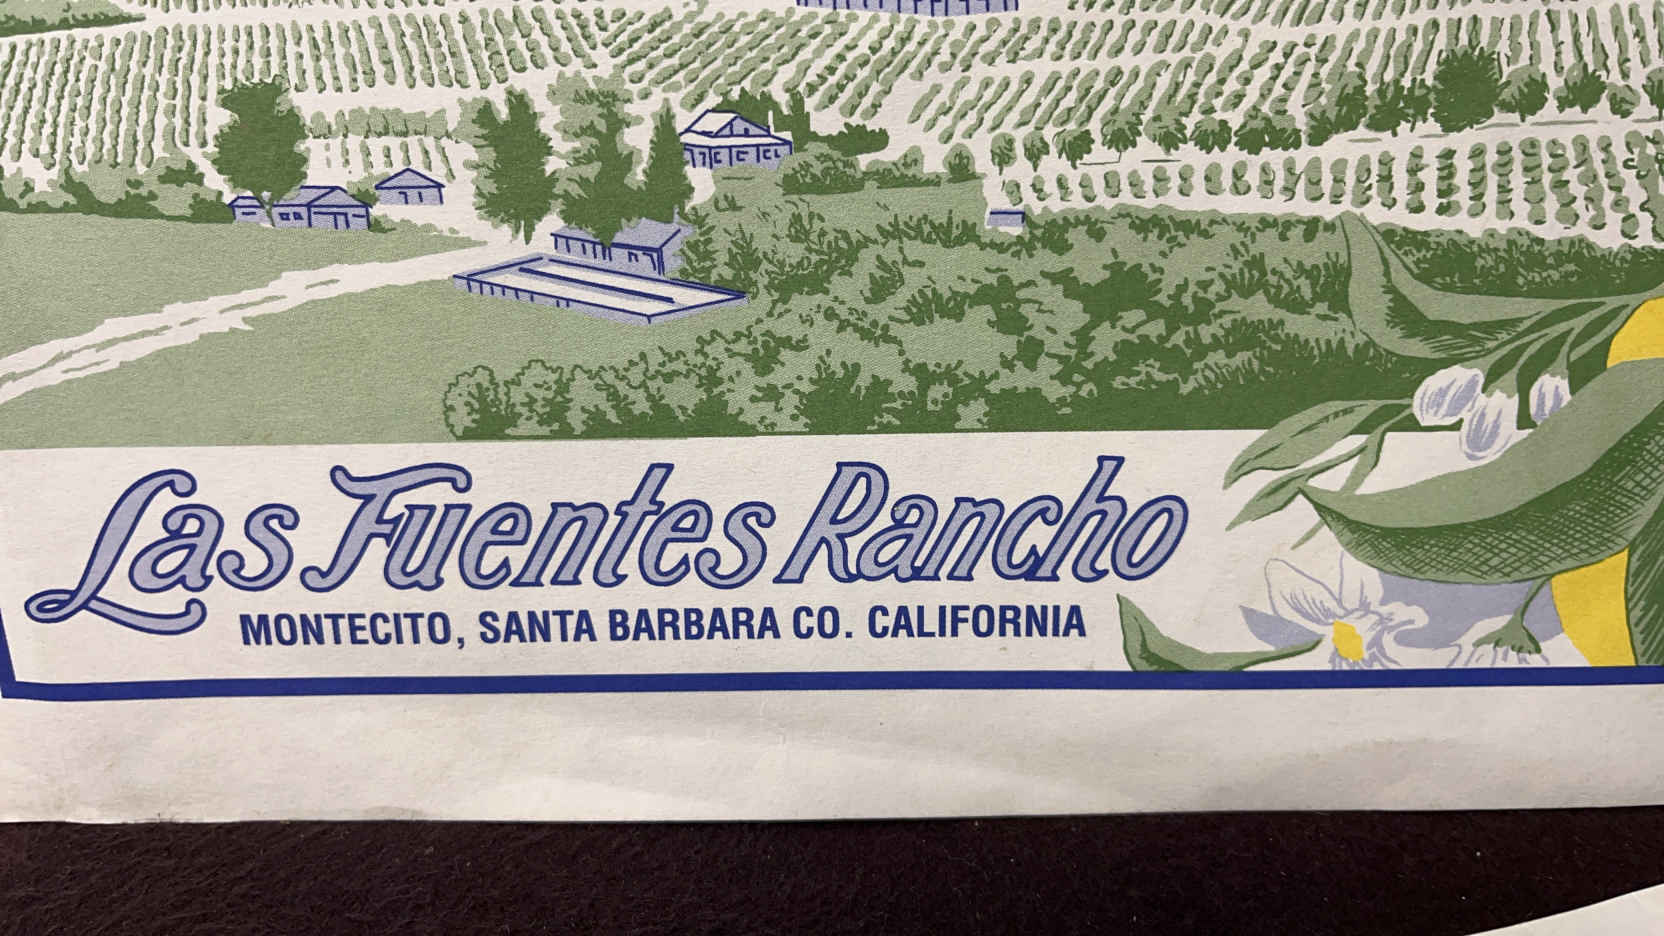 Las Fuentes Rancho
MONTECITO, SANTA BARBARA CO. CALIFORNIA